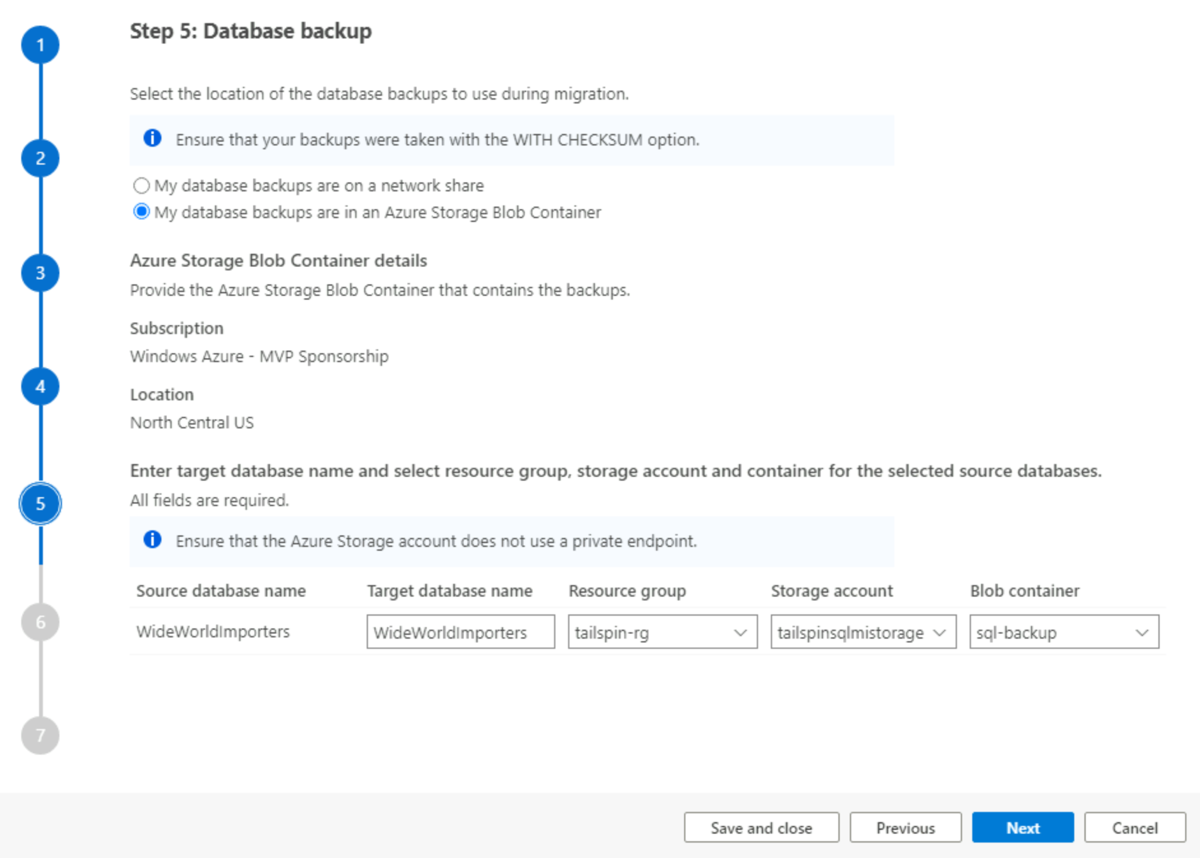 Step 5: Database backup
1
Select the location of the database backups to use during migration.
Ensure that your backups were taken with the WITH CHECKSUM option.
2
My database backups are on a network share
My database backups are in an Azure Storage Blob Container
Azure Storage Blob Container details
3
Provide the Azure Storage Blob Container that contains the backups.
Subscription
Windows Azure - MVP Sponsorship
4
Location
North Central US
Enter target database name and select resource group, storage account and container for the selected source databases.
5
All fields are required.
Ensure that the Azure Storage account does not use a private endpoint.
Source database name Target database name Resource group Storage account Blob container
6
WideWorldImporters WideWorldImporters tailspin-rg tailspinsqlmistorage sql-backup
7
Save and close Previous Next Cancel